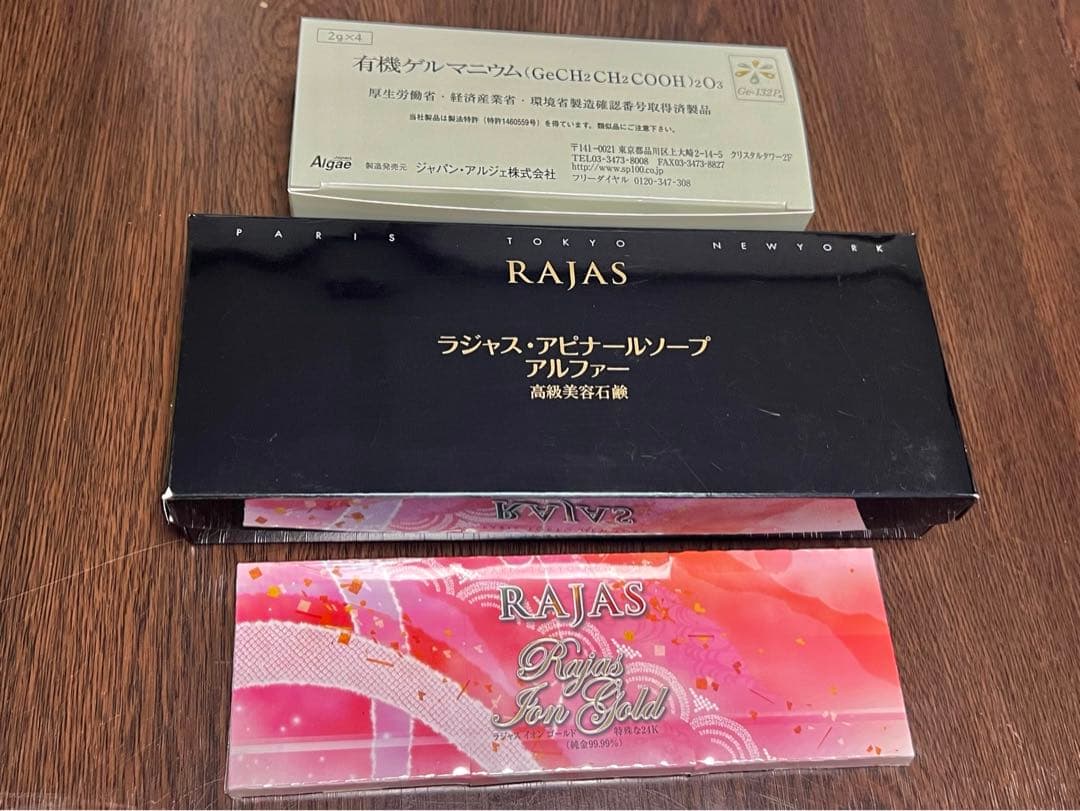 2g×4
有機ゲルマニウム(GeCH2CH2COOH)2O3
Ge-132P®
厚生労働省・経済産業省・環境省製造確認番号取得済製品
当社製品は製法特許(特許1460559号)を得ています。類似品にご注意下さい。
Algae 製造発売元 ジャパン・アルジェ株式会社
〒141-0021 東京都品川区上大崎2-14-5 クリスタルタワー2F
TEL03-3473-8008 FAX03-3473-8827
http://www.sp100.co.jp
フリーダイヤル 0120-347-308
PARIS TOKYO NEWYORK
RAJAS
ラジャス・アピナールソープ
アルファー
高級美容石鹸
RAJAS
RAJAS
Rajas
Ion Gold
ラジャス イオン ゴールド 特殊な24K
(純金99.99%)